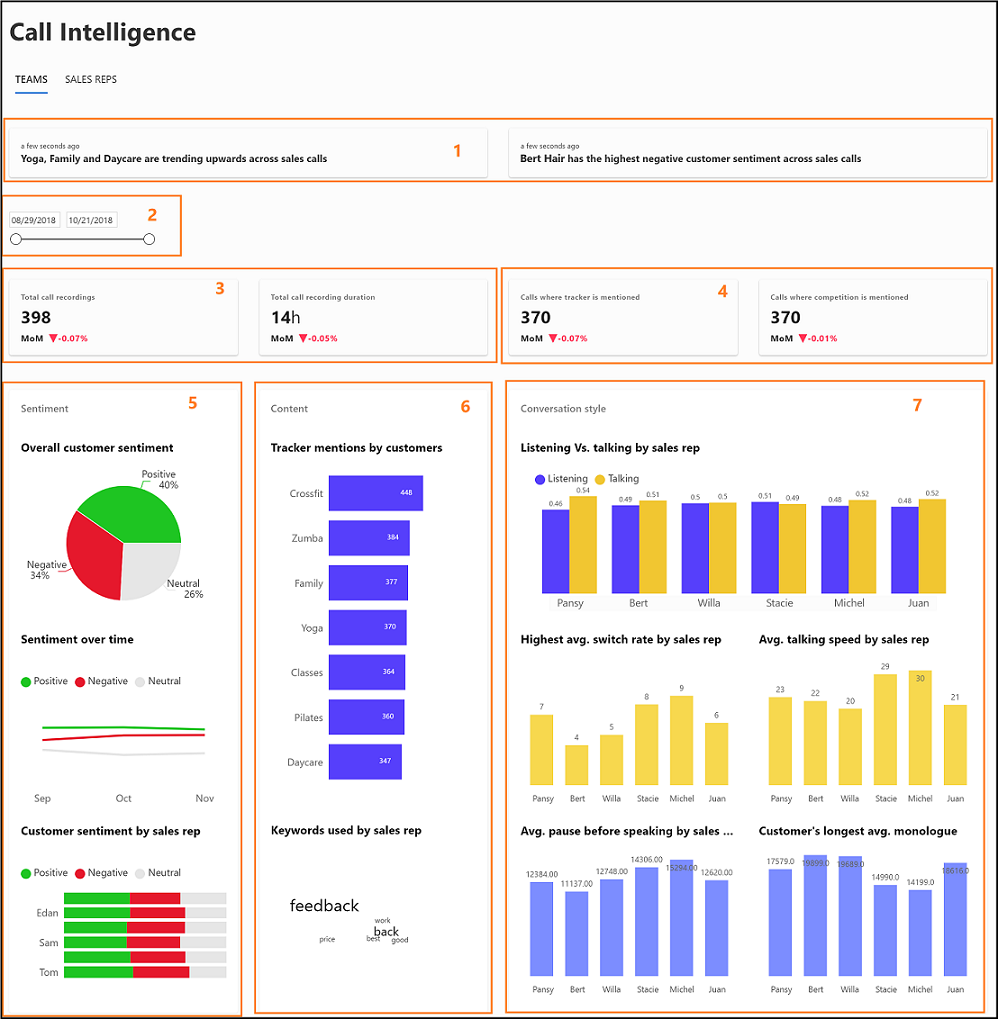 Call Intelligence
TEAMS SALES REPS
a few seconds ago
Yoga, Family and Daycare are trending upwards across sales calls
1
a few seconds ago
Bert Hair has the highest negative customer sentiment across sales calls
08/29/2018 10/21/2018 2
Total call recordings
398
MoM ▼-0.07%
Total call recording duration
14h
MoM ▼-0.05%
3
Calls where tracker is mentioned
370
MoM ▼-0.07%
4
Calls where competition is mentioned
370
MoM ▼-0.01%
Sentiment 5
Overall customer sentiment
Positive
40%
Negative
34%
Neutral
26%
Sentiment over time
Positive Negative Neutral
Sep Oct Nov
Customer sentiment by sales rep
Positive Negative Neutral
Edan
Sam
Tom
Content 6
Tracker mentions by customers
Crossfit 448
Zumba 384
Family 377
Yoga 370
Classes 364
Pilates 360
Daycare 347
Keywords used by sales rep
feedback
work
back
price best good
Conversation style 7
Listening Vs. talking by sales rep
Listening Talking
0.46 0.54 0.49 0.51 0.5 0.5 0.51 0.49 0.48 0.52 0.48 0.52
Pansy Bert Willa Stacie Michel Juan
Highest avg. switch rate by sales rep
7 4 5 8 9 6
Pansy Bert Willa Stacie Michel Juan
Avg. talking speed by sales rep
23 22 20 29 30 21
Pansy Bert Willa Stacie Michel Juan
Avg. pause before speaking by sales ...
12384.00 11137.00 12748.00 14306.00 15294.00 12620.00
Pansy Bert Willa Stacie Michel Juan
Customer's longest avg. monologue
17579.0 19899.0 19689.0 14990.0 14199.0 18616.0
Pansy Bert Willa Stacie Michel Juan